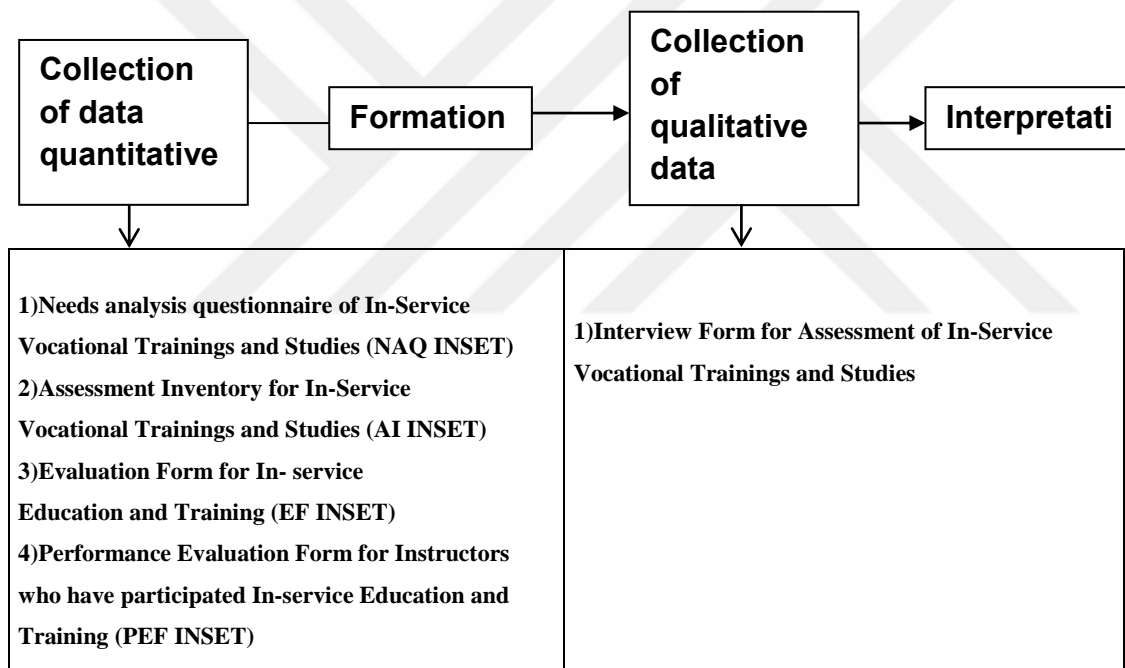 Collection
of data
quantitative
Formation
Collection
of
qualitative
data
Interpretati
1)Needs analysis questionnaire of In-Service
Vocational Trainings and Studies (NAQ INSET)
2)Assessment Inventory for In-Service
Vocational Trainings and Studies (AI INSET)
3)Evaluation Form for In- service
Education and Training (EF INSET)
4)Performance Evaluation Form for Instructors
who have participated In-service Education and
Training (PEF INSET)
1)Interview Form for Assessment of In-Service
Vocational Trainings and Studies